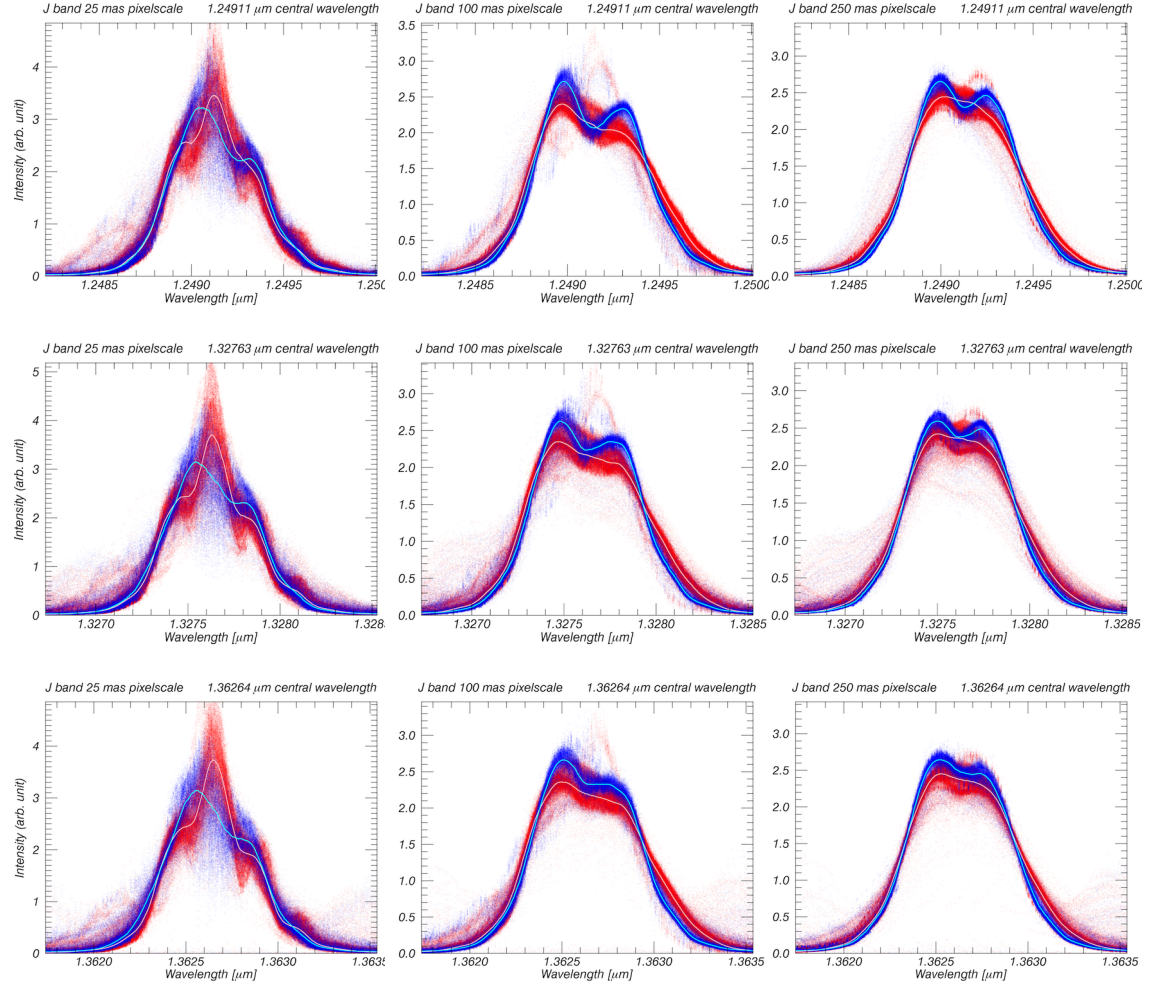 J band 25 mas pixelscale 1.24911 μm central wavelength
J band 100 mas pixelscale 1.24911 μm central wavelength
J band 250 mas pixelscale 1.24911 μm central wavelength
Intensity (arb. unit)
4
3
2
1
0
3.5
3.0
2.5
2.0
1.5
1.0
0.5
0.0
3.0
2.5
2.0
1.5
1.0
0.5
0.0
1.2485 1.2490 1.2495 1.2500
1.2485 1.2490 1.2495 1.2500
1.2485 1.2490 1.2495 1.2500
Wavelength [μm]
Wavelength [μm]
Wavelength [μm]
J band 25 mas pixelscale 1.32763 μm central wavelength
J band 100 mas pixelscale 1.32763 μm central wavelength
J band 250 mas pixelscale 1.32763 μm central wavelength
Intensity (arb. unit)
5
4
3
2
1
0
3.0
2.5
2.0
1.5
1.0
0.5
0.0
3.0
2.5
2.0
1.5
1.0
0.5
0.0
1.3270 1.3275 1.3280 1.328
1.3270 1.3275 1.3280 1.3285
1.3270 1.3275 1.3280 1.3285
Wavelength [μm]
Wavelength [μm]
Wavelength [μm]
J band 25 mas pixelscale 1.36264 μm central wavelength
J band 100 mas pixelscale 1.36264 μm central wavelength
J band 250 mas pixelscale 1.36264 μm central wavelength
Intensity (arb. unit)
4
3
2
1
0
3.0
2.5
2.0
1.5
1.0
0.5
0.0
3.0
2.5
2.0
1.5
1.0
0.5
0.0
1.3620 1.3625 1.3630 1.3635
1.3620 1.3625 1.3630 1.3635
1.3620 1.3625 1.3630 1.3635
Wavelength [μm]
Wavelength [μm]
Wavelength [μm]